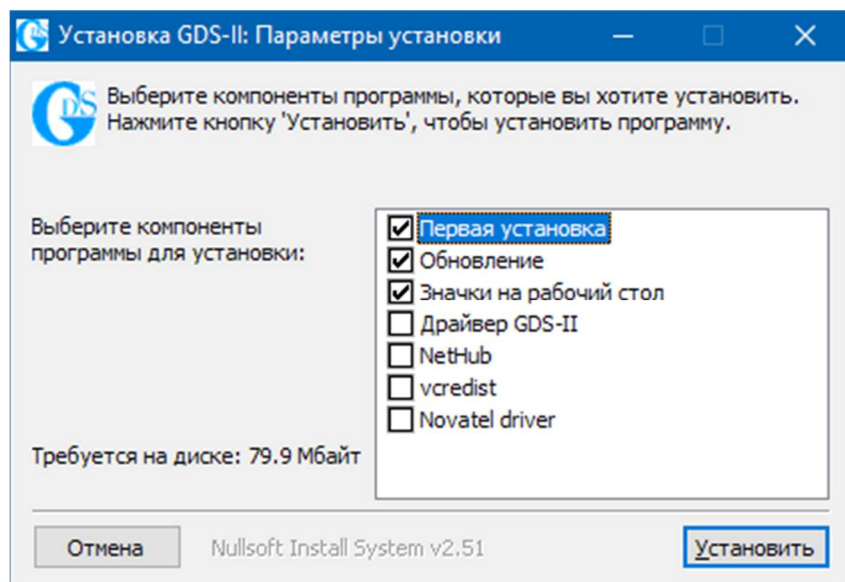 Установка GDS-II: Параметры установки
GDS
Выберите компоненты программы, которые вы хотите установить.
Нажмите кнопку 'Установить', чтобы установить программу.
Выберите компоненты
программы для установки:
Первая установка
Обновление
Значки на рабочий стол
Драйвер GDS-II
NetHub
vcredist
Novatel driver
Требуется на диске: 79.9 Мбайт
Отмена
Nullsoft Install System v2.51
Установить